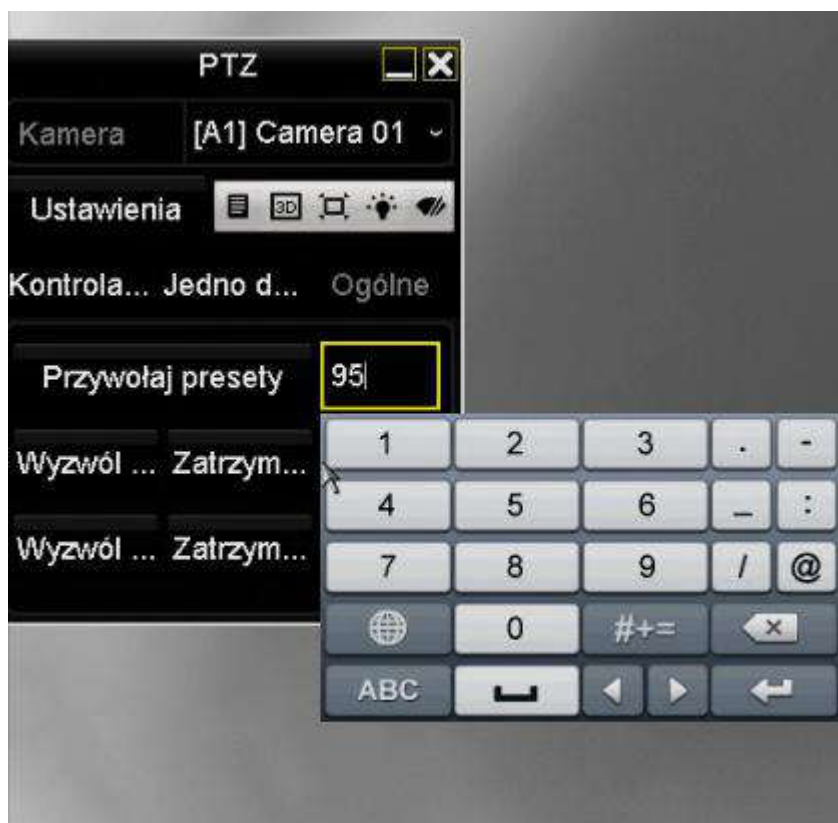 PTZ
Kamera [A1] Camera 01
Ustawienia 3D
Kontrola... Jedno d... Ogólne
Przywołaj presety 95
Wyzwól ... Zatrzym...
Wyzwól ... Zatrzym...
1 2 3 . -
4 5 6 _ :
7 8 9 / @
0 #+=
ABC